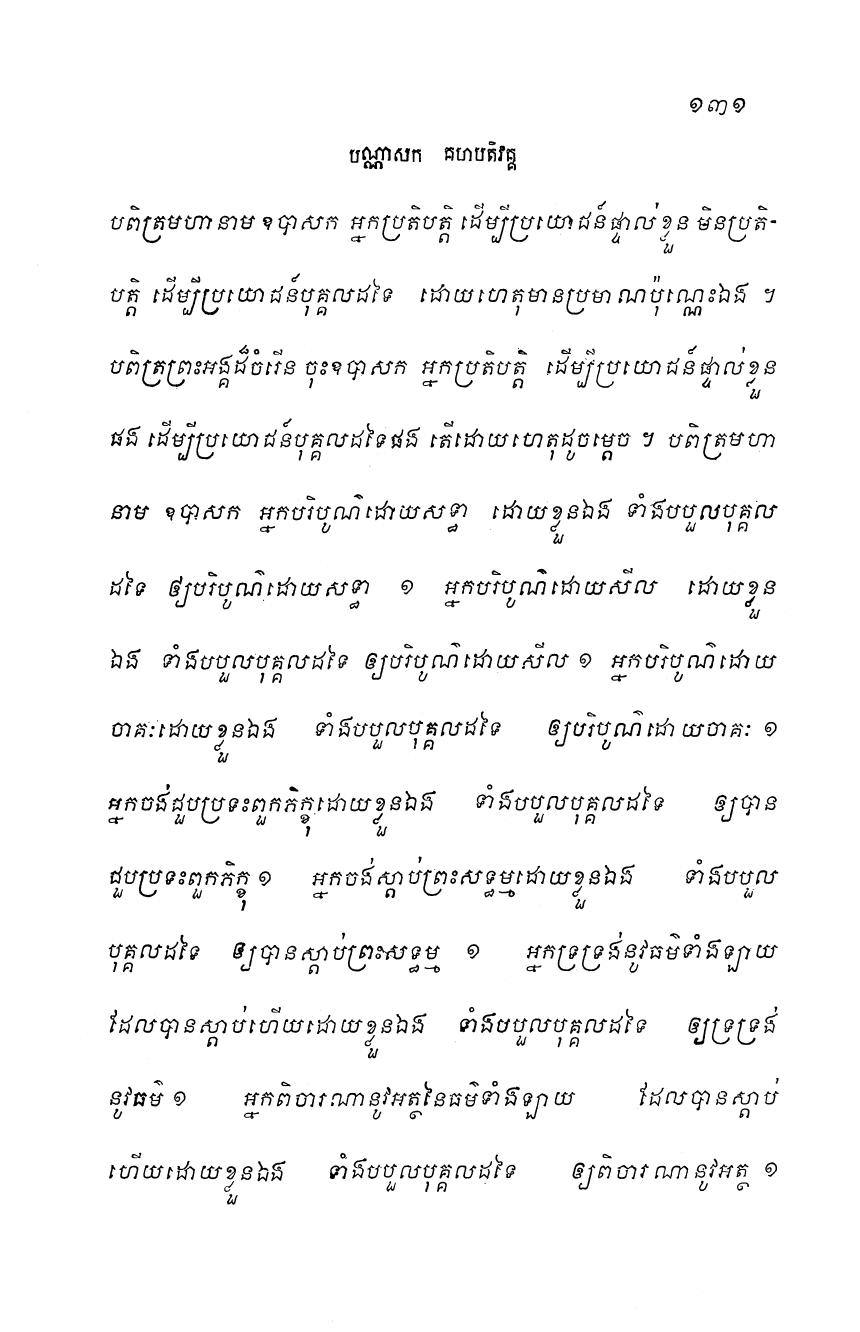 ១៣១
បណ្ណាសក គហបតិវគ្គ
បពិត្រមហានាម ឧបាសក អ្នកប្រតិបត្តិ ដើម្បីប្រយោជន៍ផ្ទាល់ខ្លួន មិនប្រតិ-
បត្តិ ដើម្បីប្រយោជន៍បុគ្គលដទៃ ដោយហេតុមានប្រមាណប៉ុណ្ណេះឯង ។
បពិត្រព្រះអង្គដ៏ចំរើន ចុះឧបាសក អ្នកប្រតិបត្តិ ដើម្បីប្រយោជន៍ផ្ទាល់ខ្លួន
ផង ដើម្បីប្រយោជន៍បុគ្គលដទៃផង តើដោយហេតុដូចម្តេច ។ បពិត្រមហា
នាម ឧបាសក អ្នកបរិបូណ៌ដោយសទ្ធា ដោយខ្លួនឯង ទាំងបបួលបុគ្គល
ដទៃ ឲ្យបរិបូណ៌ដោយសទ្ធា ១ អ្នកបរិបូណ៌ដោយសីល ដោយខ្លួន
ឯង ទាំងបបួលបុគ្គលដទៃ ឲ្យបរិបូណ៌ដោយសីល ១ អ្នកបរិបូណ៌ដោយ
ចាគៈដោយខ្លួនឯង ទាំងបបួលបុគ្គលដទៃ ឲ្យបរិបូណ៌ដោយចាគៈ ១
អ្នកចង់ជួបប្រទះពួកភិក្ខុដោយខ្លួនឯង ទាំងបបួលបុគ្គលដទៃ ឲ្យបាន
ជួបប្រទះពួកភិក្ខុ ១ អ្នកចង់ស្តាប់ព្រះសទ្ធម្មដោយខ្លួនឯង ទាំងបបួល
បុគ្គលដទៃ ឲ្យបានស្តាប់ព្រះសទ្ធម្ម ១ អ្នកទ្រទ្រង់នូវធម៌ទាំងឡាយ
ដែលបានស្តាប់ហើយដោយខ្លួនឯង ទាំងបបួលបុគ្គលដទៃ ឲ្យទ្រទ្រង់
នូវធម៌ ១ អ្នកពិចារណានូវអត្ថនៃធម៌ទាំងឡាយ ដែលបានស្តាប់
ហើយដោយខ្លួនឯង ទាំងបបួលបុគ្គលដទៃ ឲ្យពិចារណានូវអត្ថ ១